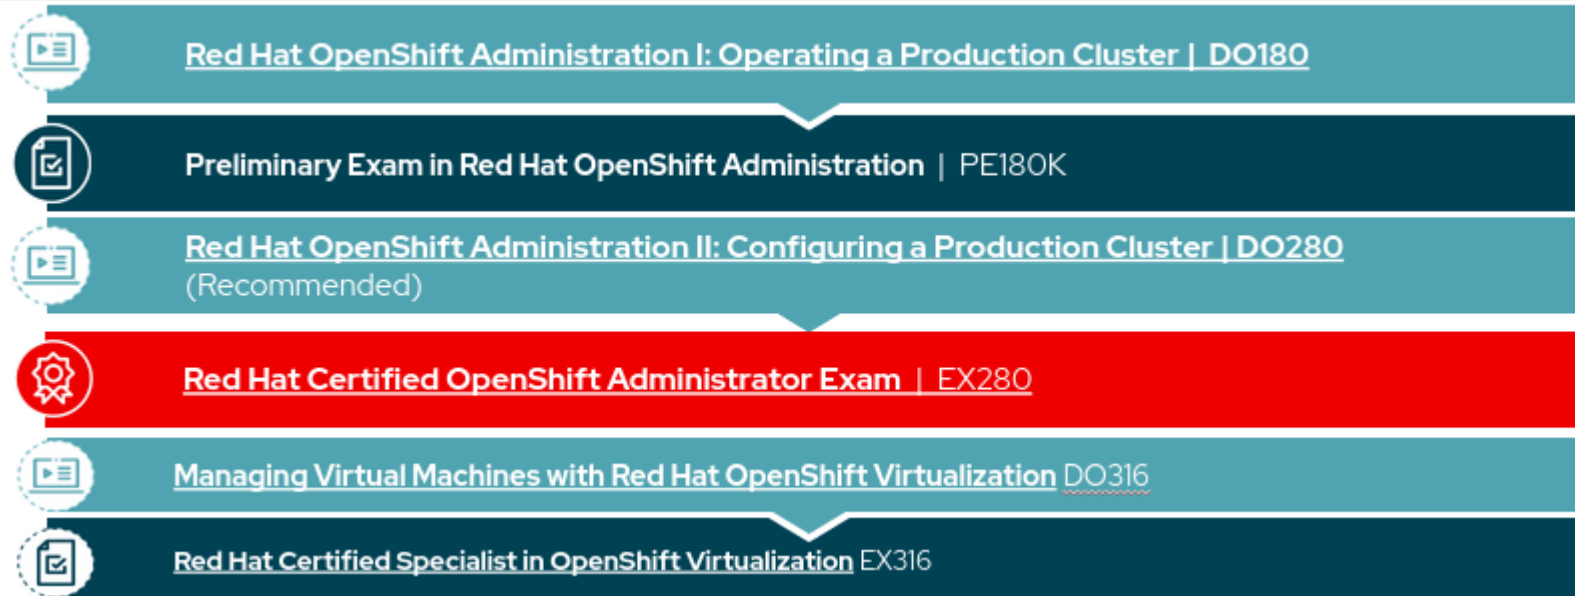 Red Hat OpenShift Administration I: Operating a Production Cluster | DO180
Preliminary Exam in Red Hat OpenShift Administration | PE180K
Red Hat OpenShift Administration II: Configuring a Production Cluster | DO280
(Recommended)
Red Hat Certified OpenShift Administrator Exam | EX280
Managing Virtual Machines with Red Hat OpenShift Virtualization DO316
Red Hat Certified Specialist in OpenShift Virtualization EX316